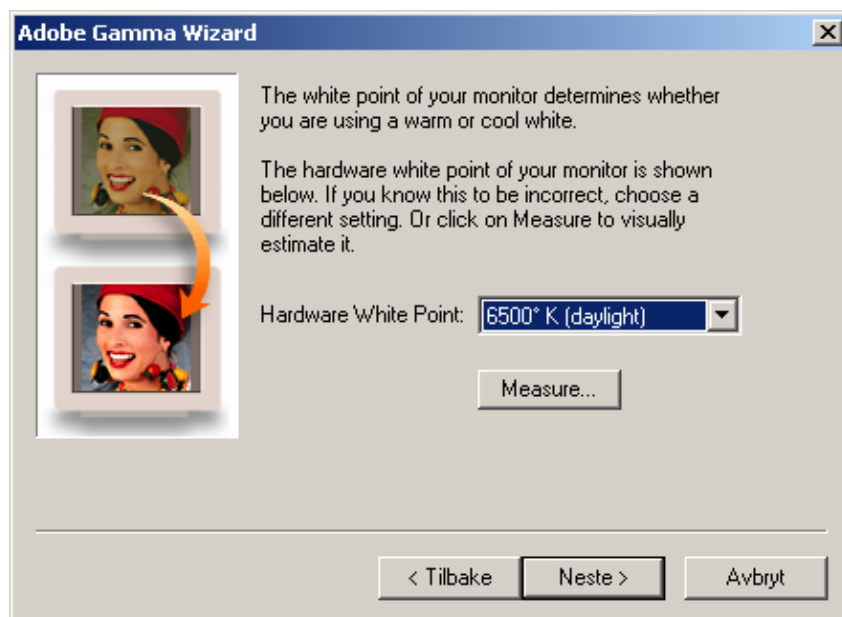 Adobe Gamma Wizard
The white point of your monitor determines whether
you are using a warm or cool white.
The hardware white point of your monitor is shown
below. If you know this to be incorrect, choose a
different setting. Or click on Measure to visually
estimate it.
Hardware White Point: 6500° K (daylight)
Measure...
< Tilbake Neste > Avbryt